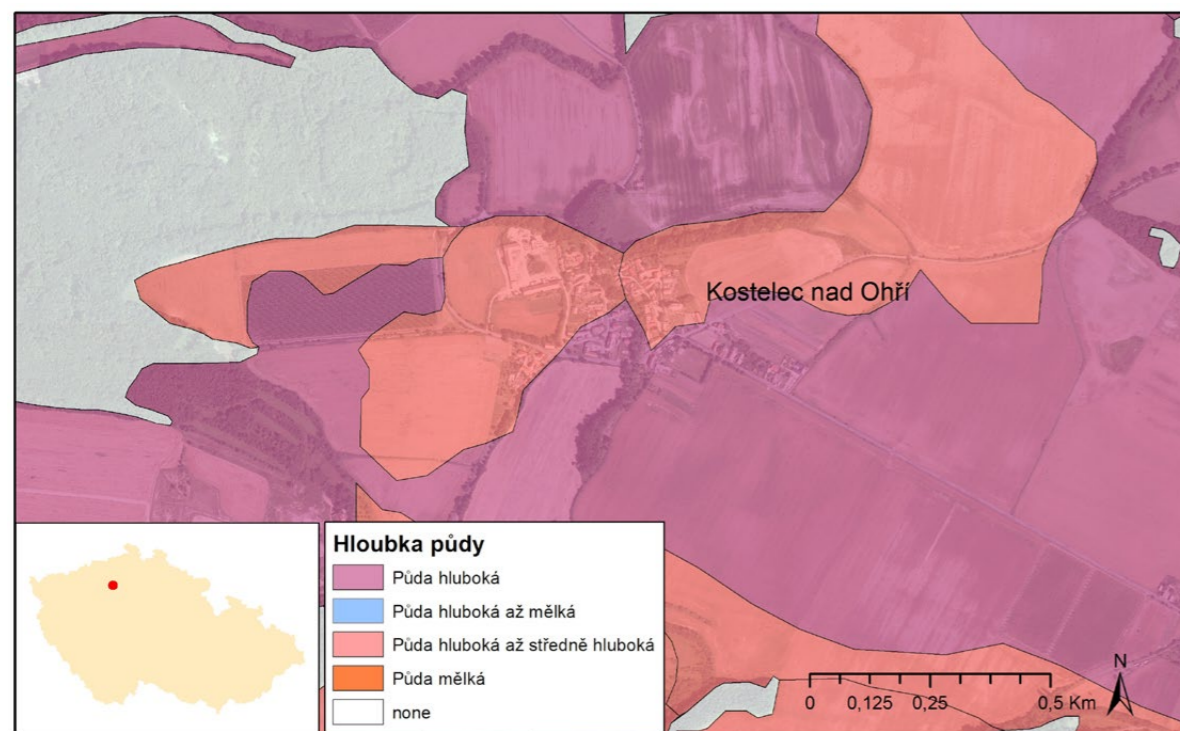 Kostelec nad Ohří
Hloubka půdy
Půda hluboká
Půda hluboká až mělká
Půda hluboká až středně hluboká
Půda mělká
none
N
0 0,125 0,25 0,5 Km